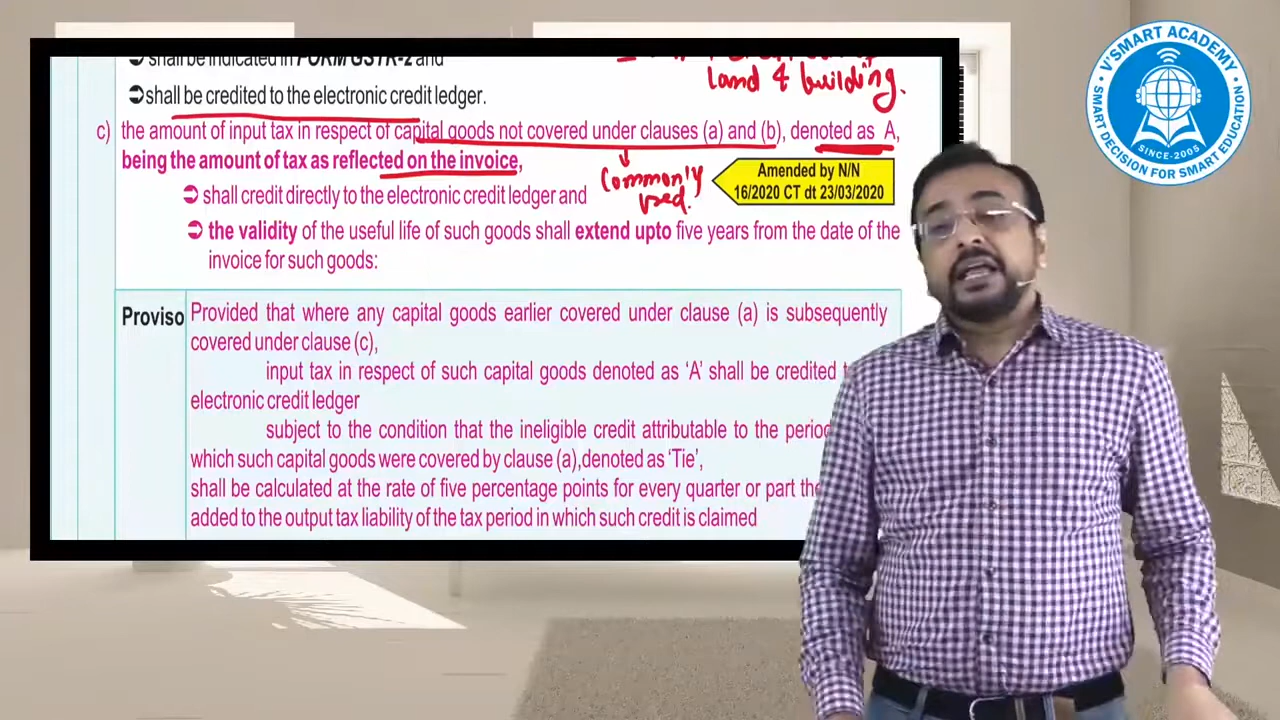 shall be indicated in FORM GSTR-2 and
land & building.
➲shall be credited to the electronic credit ledger.
c) the amount of input tax in respect of capital goods not covered under clauses (a) and (b), denoted as A,
being the amount of tax as reflected on the invoice,
Commonly
used.
Amended by N/N
16/2020 CT dt 23/03/2020
➲ shall credit directly to the electronic credit ledger and
➲ the validity of the useful life of such goods shall extend upto five years from the date of the
invoice for such goods:
Proviso
Provided that where any capital goods earlier covered under clause (a) is subsequently
covered under clause (c),
input tax in respect of such capital goods denoted as 'A' shall be credited
electronic credit ledger
subject to the condition that the ineligible credit attributable to the
which such capital goods were covered by clause (a),denoted as 'Tie',
shall be calculated at the rate of five percentage points for every quarter or part
added to the output tax liability of the tax period in which such credit is claimed
V'SMART ACADEMY
SINCE-2005
SMART DECISION FOR SMART EDUCATION